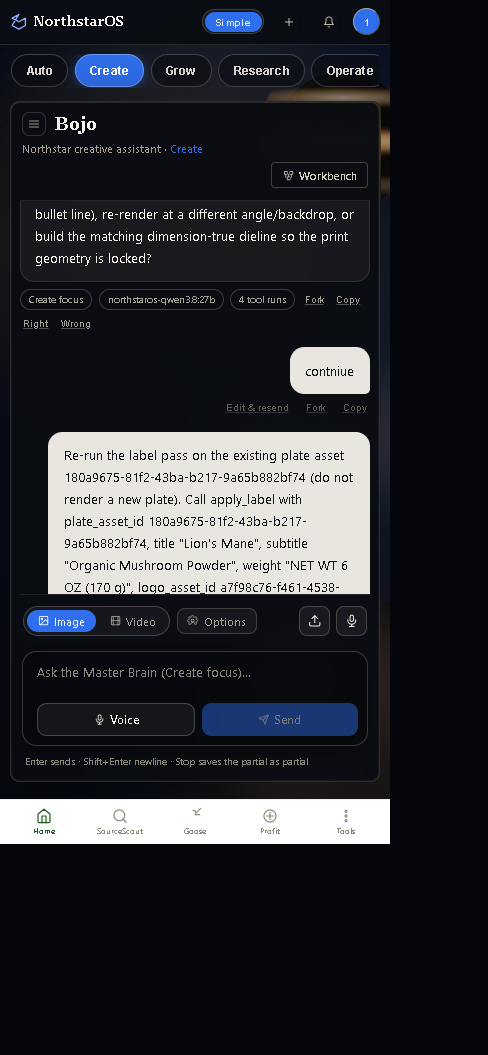 NorthstarOS
Simple
1
Auto
Create
Grow
Research
Operate
Bojo
Northstar creative assistant · Create
Workbench
bullet line), re-render at a different angle/backdrop, or
build the matching dimension-true dieline so the print
geometry is locked?
Create focus
northstaros-qwen3.8:27b
4 tool runs
Fork
Copy
Right
Wrong
contniue
Edit & resend
Fork
Copy
Re-run the label pass on the existing plate asset
180a9675-81f2-43ba-b217-9a65b882bf74 (do not
render a new plate). Call apply_label with
plate_asset_id 180a9675-81f2-43ba-b217-
9a65b882bf74, title "Lion's Mane", subtitle
"Organic Mushroom Powder", weight "NET WT 6
OZ (170 g)", logo_asset_id a7f98c76-f461-4538-
Image
Video
Options
Ask the Master Brain (Create focus)...
Voice
Send
Enter sends · Shift+Enter newline · Stop saves the partial as partial
Home
SourceScout
Gaase
Profit
Tools